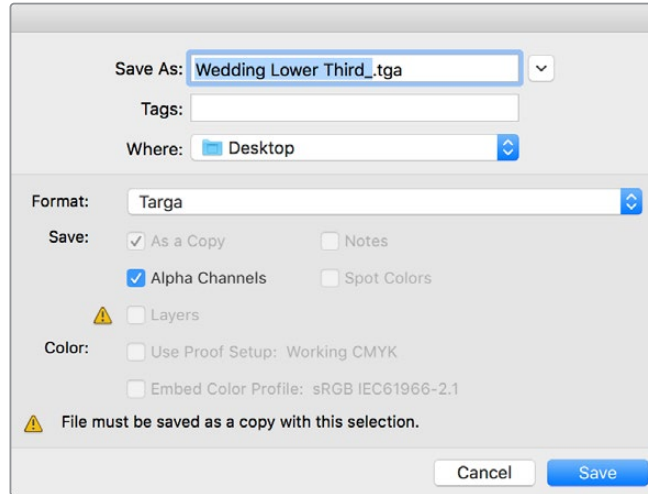 Save As: Wedding Lower Third_.tga
Tags:
Where: Desktop
Format: Targa
Save: As a Copy Notes
Alpha Channels Spot Colors
Layers
Color: Use Proof Setup: Working CMYK
Embed Color Profile: sRGB IEC61966-2.1
File must be saved as a copy with this selection.
Cancel Save